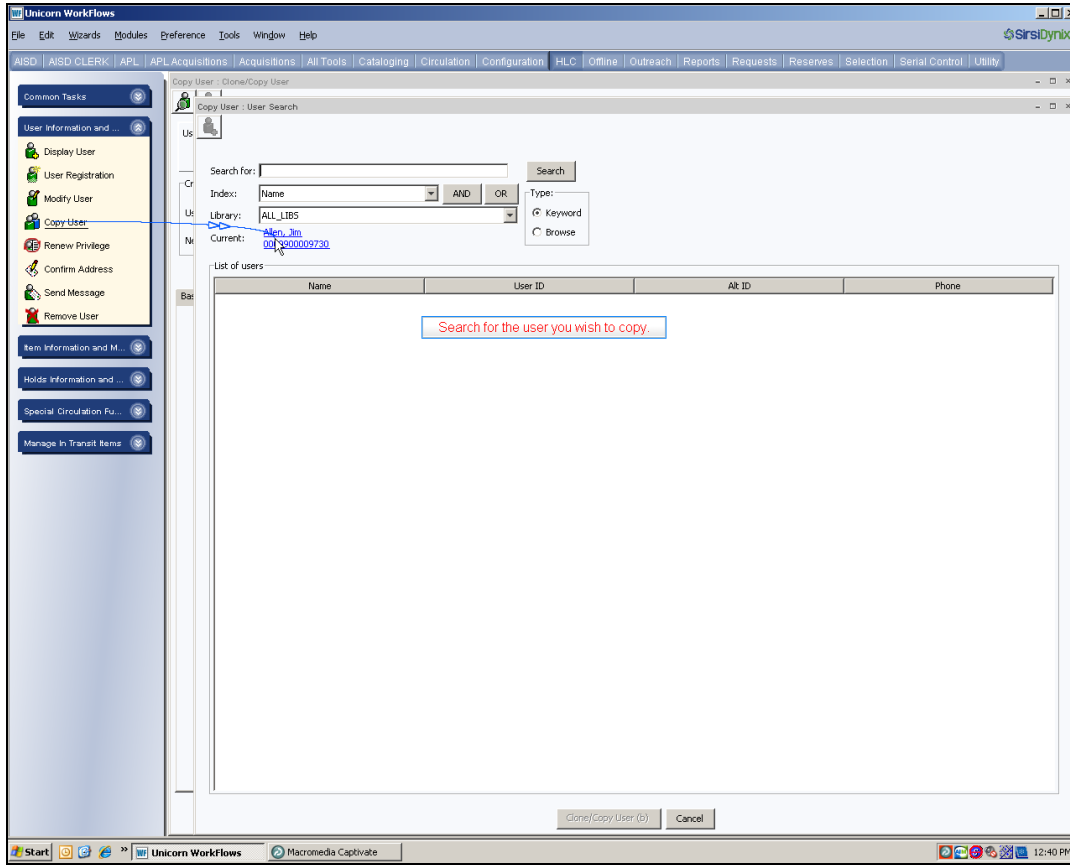 Unicorn WorkFlows
File Edit Wizards Modules Preference Tools Window Help
SirsiDynix
AISD AISD CLERK APL APL Acquisitions Acquisitions All Tools Cataloging Circulation Configuration HLC Offline Outreach Reports Requests Reserves Selection Serial Control Utility
Common Tasks
User Information and ...
Display User
User Registration
Modify User
Copy User
Renew Privilege
Confirm Address
Send Message
Remove User
Item Information and M...
Holds Information and ...
Special Circulation Fu...
Manage In Transit Items
Copy User : Clone/Copy User
Copy User : User Search
Us
Cr
Us
Ne
Bas
Search for:
Search
Index: Name AND OR
Type:
Library: ALL_LIBS
Keyword
Browse
Current: Allen, Jim
List of users
Name User ID Alt ID Phone
Search for the user you wish to copy.
Clone/Copy User (b) Cancel
Start » Unicorn WorkFlows Macromedia Captivate 12:40 PM